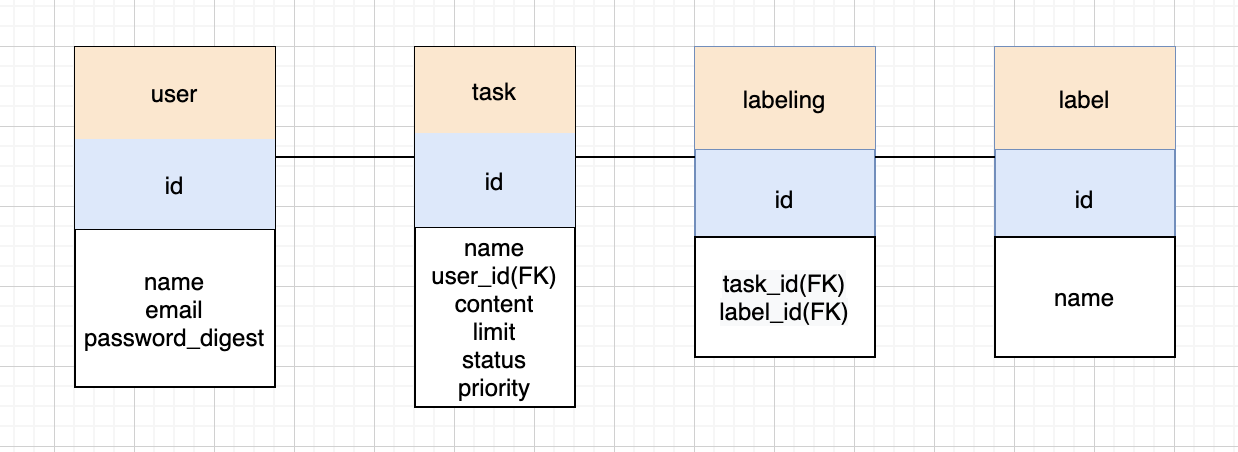 user
id
name
email
password_digest
task
id
name
user_id(FK)
content
limit
status
priority
labeling
id
task_id(FK)
label_id(FK)
label
id
name